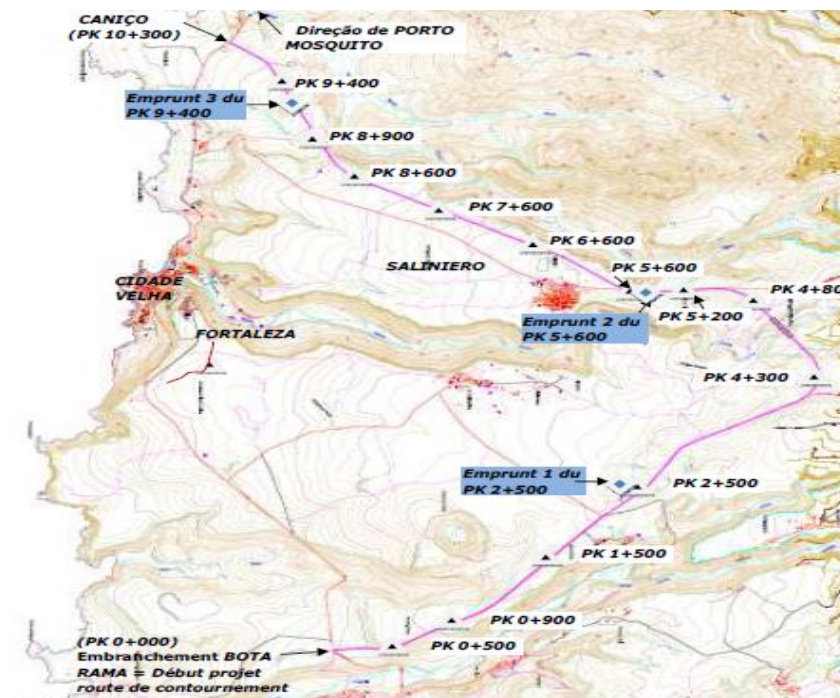 CANIÇO
(PK 10+300)
Direção de PORTO
MOSQUITO
PK 9+400
Emprunt 3 du
PK 9+400
PK 8+900
PK 8+600
PK 7+600
PK 6+600
SALINIERO
PK 5+600
PK 4+80
CIDADE
VELHA
PK 5+200
Emprunt 2 du
PK 5+600
FORTALEZA
PK 4+300
Emprunt 1 du
PK 2+500
PK 2+500
PK 1+500
PK 0+900
(PK 0+000)
PK 0+500
Embranchement BOTA
RAMA = Début projet
route de contournement